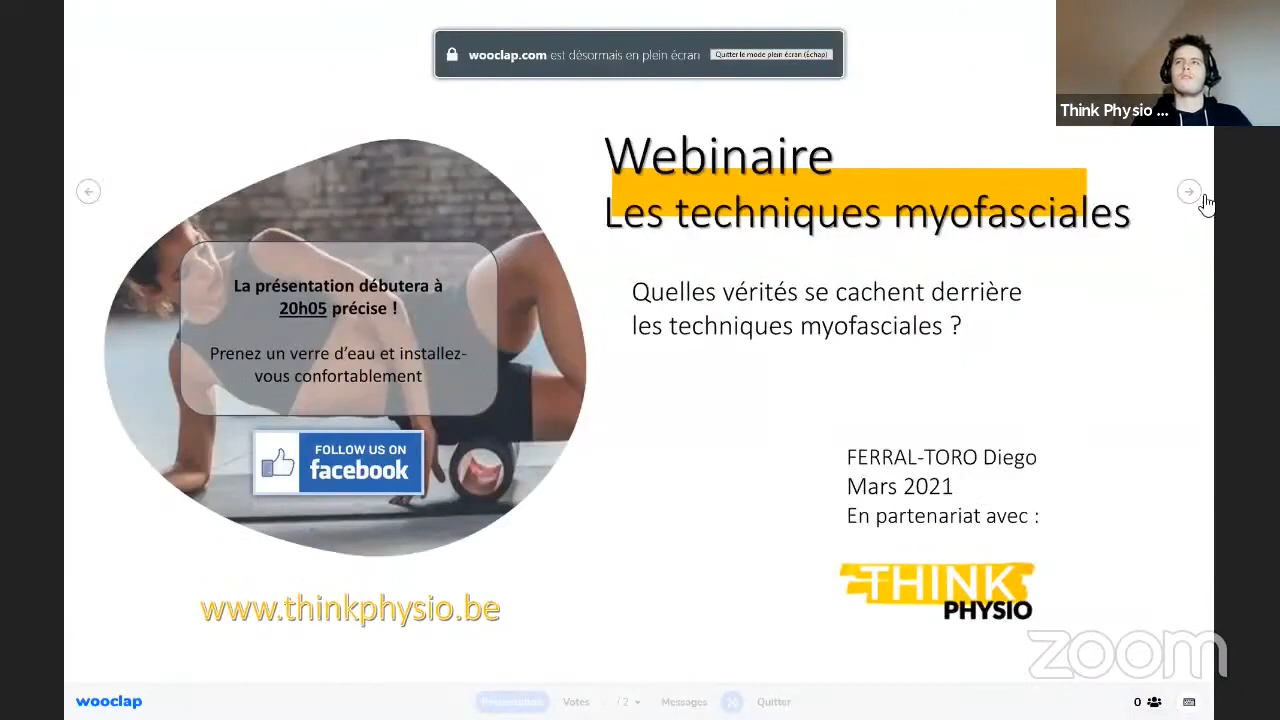 wooclap.com est désormais en plein écran Quitter le mode plein écran (Échap)
Think Physio ...
Webinaire
Les techniques myofasciales
La présentation débutera à
20h05 précise !
Prenez un verre d'eau et installez-
vous confortablement
Quelles vérités se cachent derrière
les techniques myofasciales ?
FOLLOW US ON
facebook
FERRAL-TORO Diego
Mars 2021
En partenariat avec :
THINK
PHYSIO
www.thinkphysio.be
zoom
wooclap
Présentation Votes / 2 Messages Quitter
0